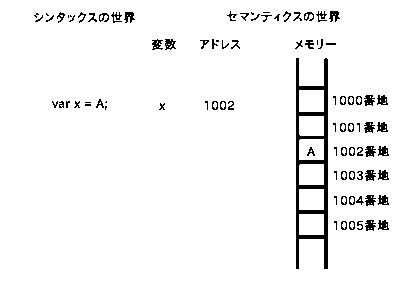 シンタックスの世界
セマンティクスの世界
変数 アドレス メモリー
var x = A; x 1002
1000番地
1001番地
A 1002番地
1003番地
1004番地
1005番地